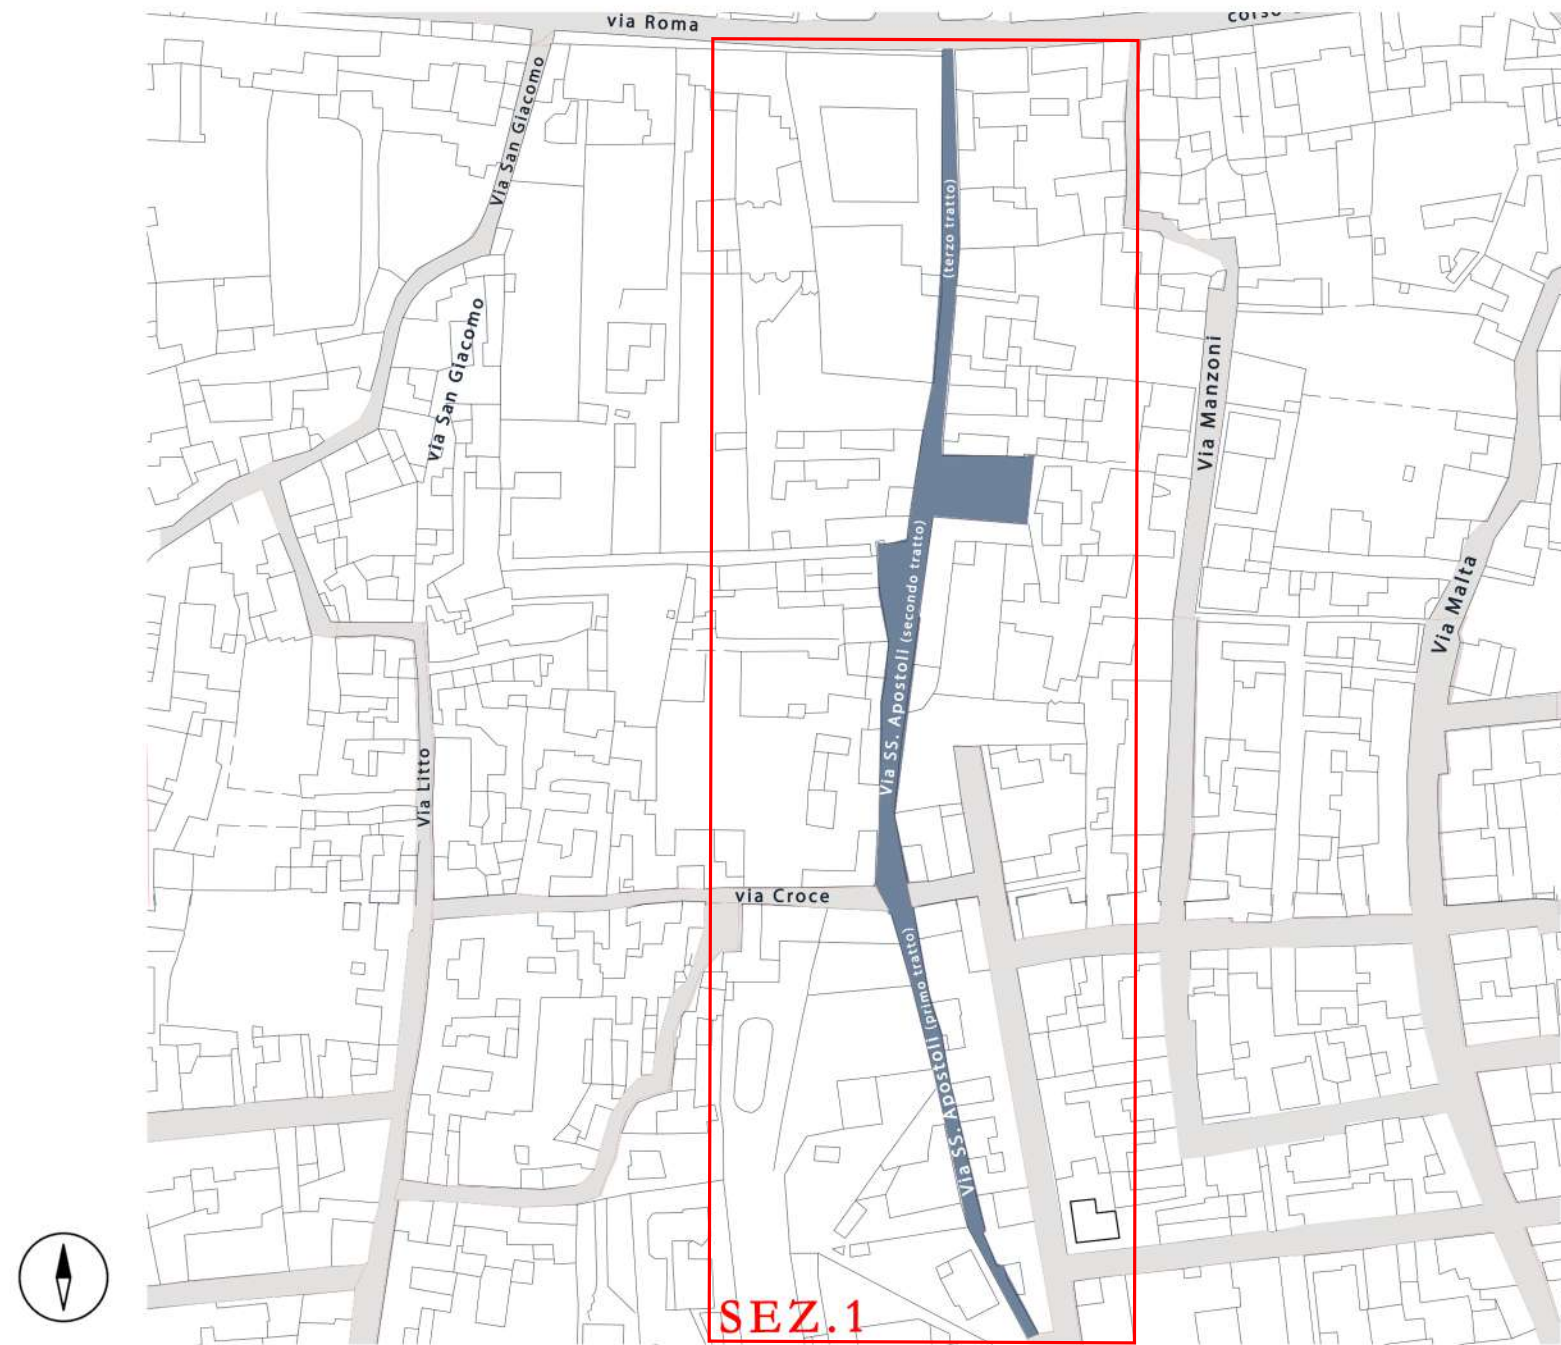 via Roma
corso
Via San Giacomo
(terzo tratto)
via San Giacomo
Via Manzoni
Via Malta
Via SS. Apostoli (secondo tratto)
Via Litto
via Croce
Via SS. Apostoli (primo tratto)
SEZ.1